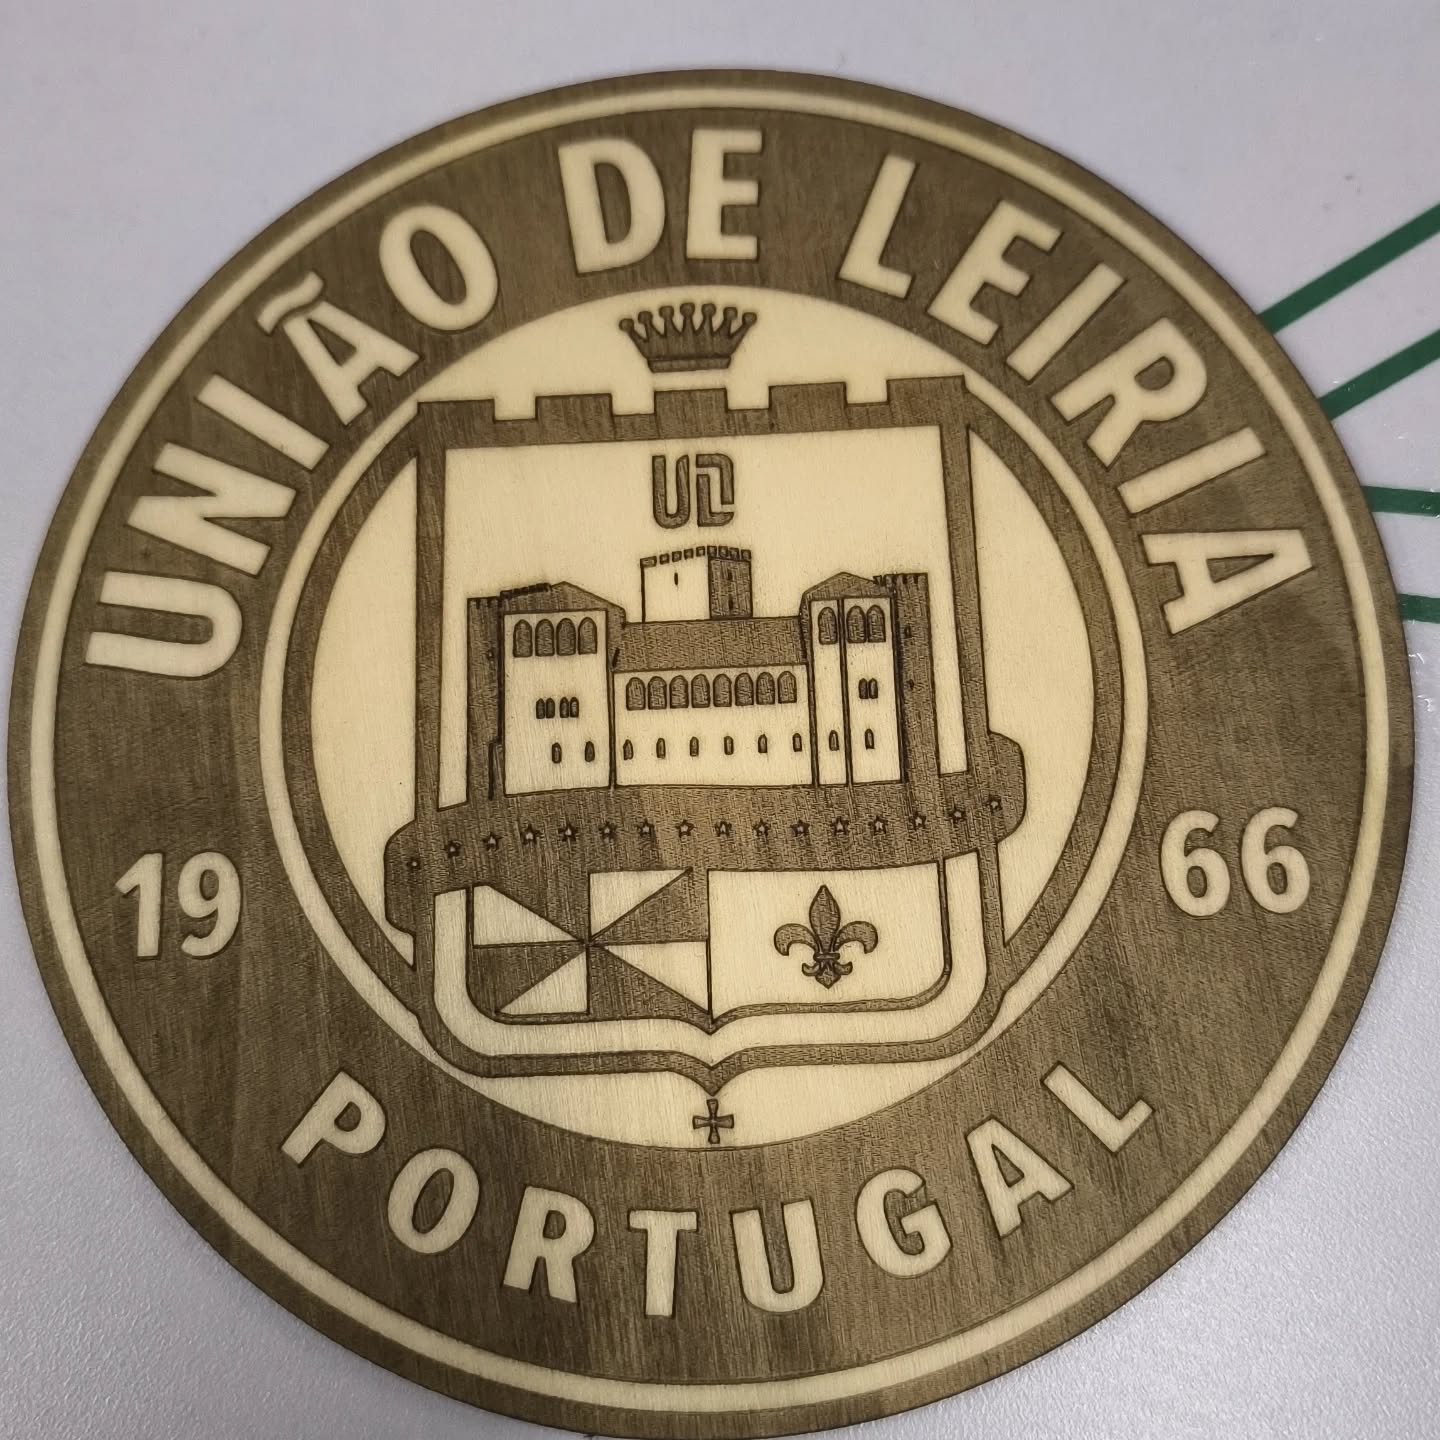 UNIÃO DE LEIRIA
UD
19 66
PORTUGAL